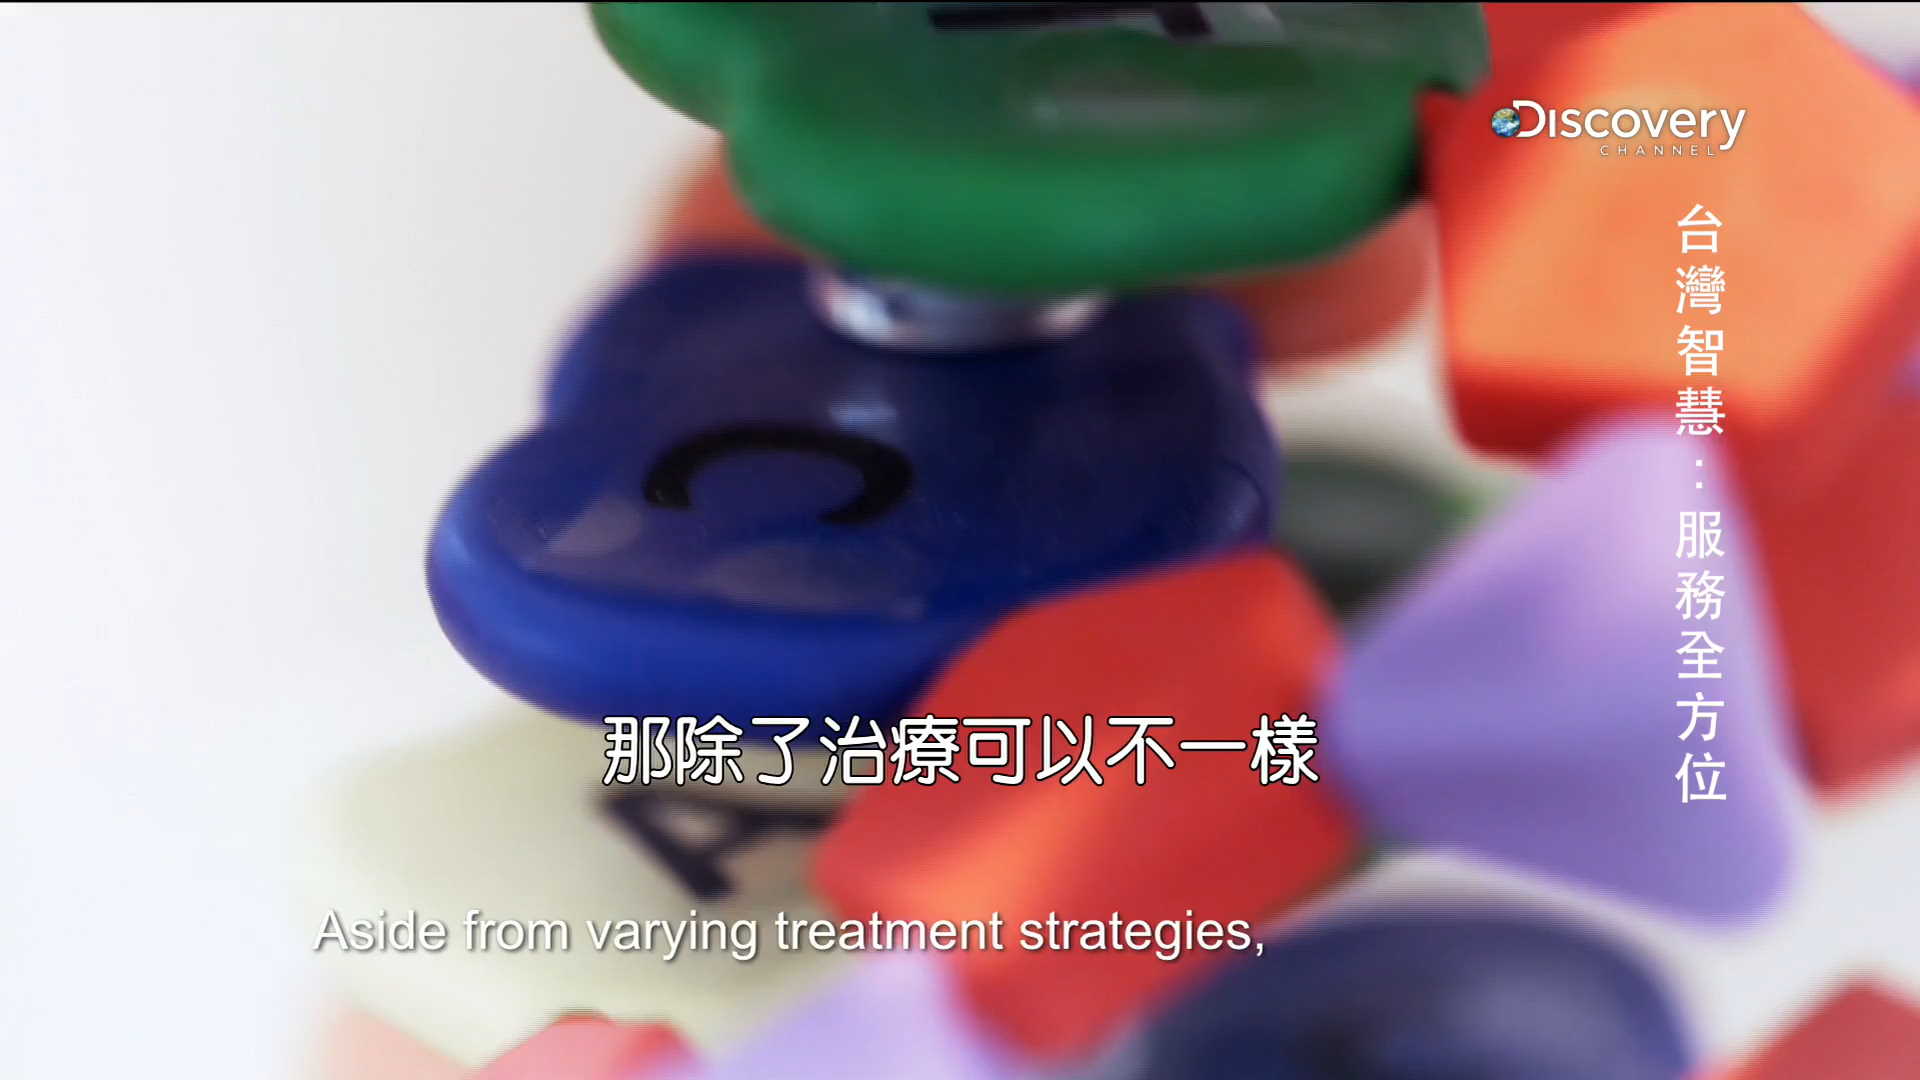 Discovery
CHANNEL
台灣智慧:服務全方位
C
A
那除了治療可以不一樣
Aside from varying treatment strategies,